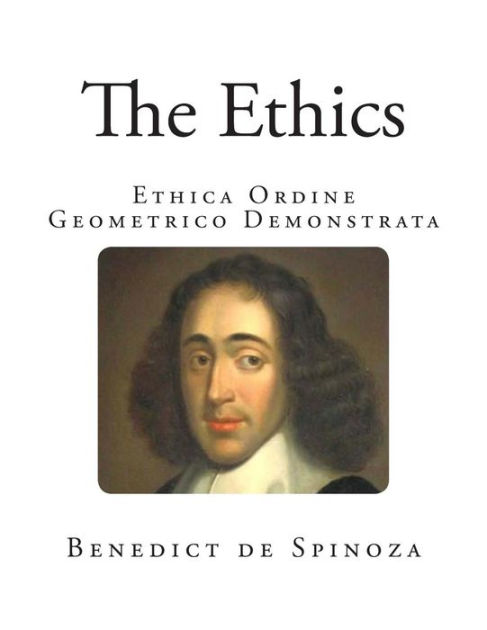 The Ethics
Ethica Ordine
Geometrico Demonstrata
Benedict de Spinoza